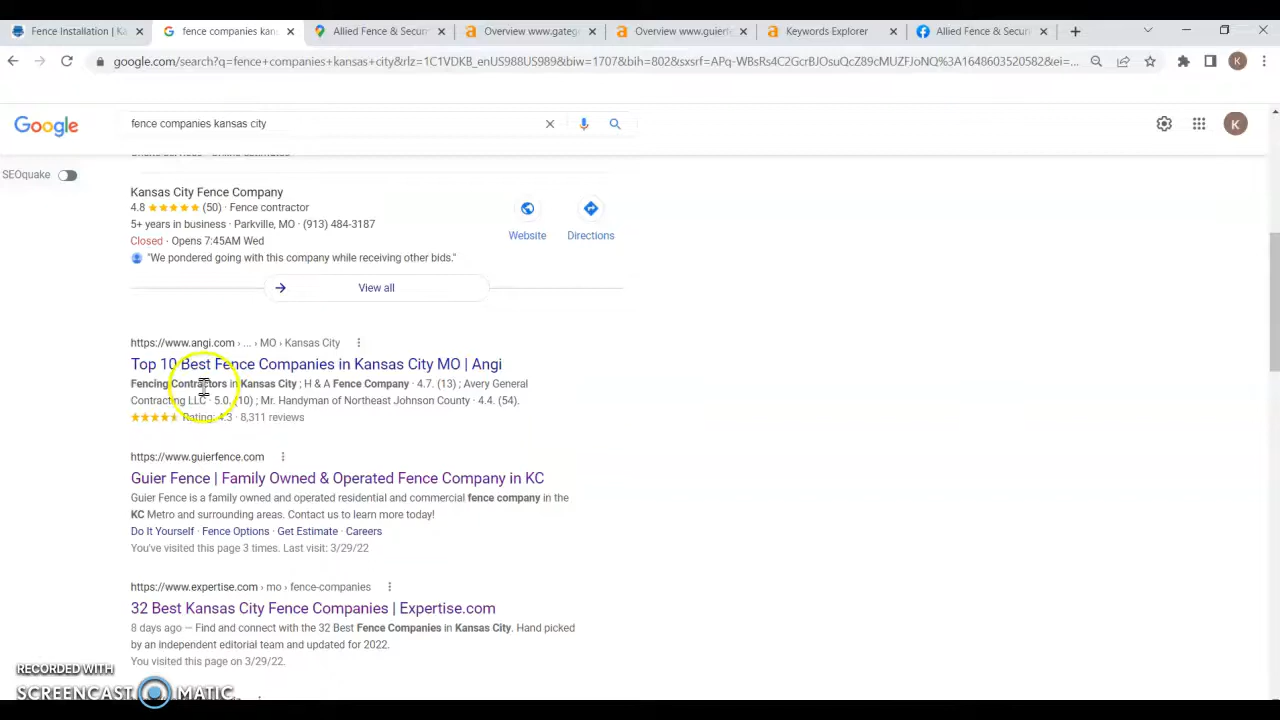 Fence Installation | Ka
fence companies kan
Allied Fence & Securi
Overview www.gateg
Overview www.guierf
Keywords Explorer
Allied Fence & Secur
google.com/search?q=fence+companies+kansas+city&rlz=1C1VDKB_enUS988US989&biw=1707&bih=802&sxsrf=APq-WBsRs4C2GcrBJOsuQcZ89cMUZFJoNQ%3A1648603520582&ei=...
K
Google
fence companies kansas city
K
SEOquake
Kansas City Fence Company
4.8 (50) · Fence contractor
5+ years in business · Parkville, MO · (913) 484-3187
Closed · Opens 7:45AM Wed
"We pondered going with this company while receiving other bids."
Website
Directions
View all
https://www.angi.com › ... › MO › Kansas City
Top 10 Best Fence Companies in Kansas City MO | Angi
Fencing Contractors in Kansas City ; H & A Fence Company · 4.7. (13) ; Avery General
Contracting LLC · 5.0. (10) ; Mr. Handyman of Northeast Johnson County · 4.4. (54).
Rating: 4.3 · 8,311 reviews
https://www.guierfence.com
Guier Fence | Family Owned & Operated Fence Company in KC
Guier Fence is a family owned and operated residential and commercial fence company in the
KC Metro and surrounding areas. Contact us to learn more today!
Do It Yourself · Fence Options · Get Estimate · Careers
You've visited this page 3 times. Last visit: 3/29/22
https://www.expertise.com › mo › fence-companies
32 Best Kansas City Fence Companies | Expertise.com
8 days ago — Find and connect with the 32 Best Fence Companies in Kansas City. Hand picked
by an independent editorial team and updated for 2022.
You visited this page on 3/29/22.
RECORDED WITH
SCREENCAST MATIC